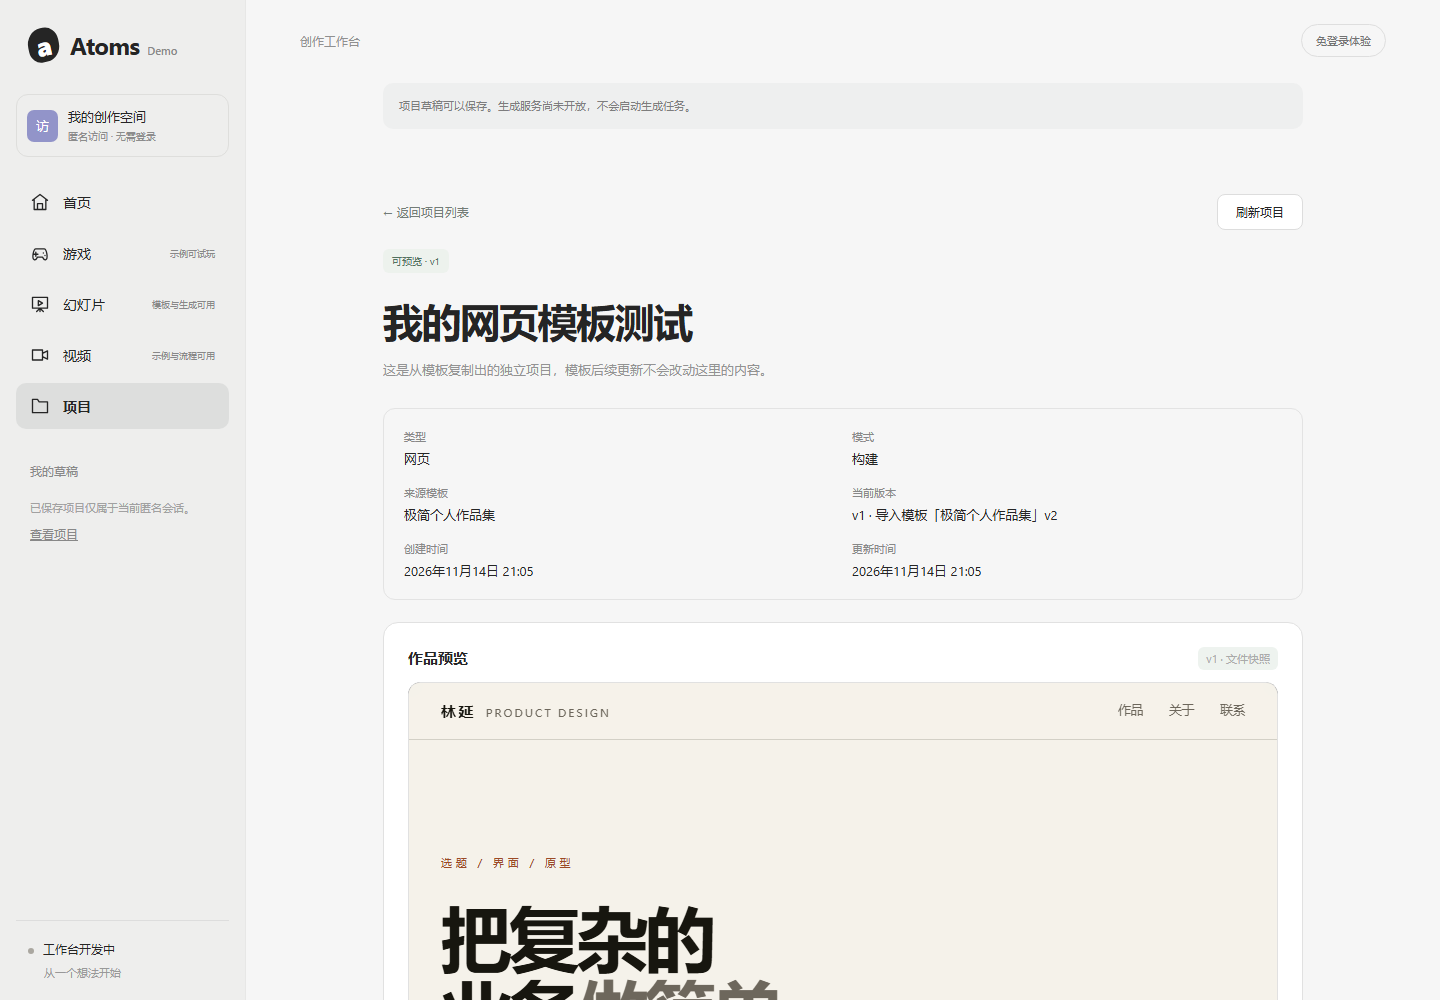 a Atoms Demo
访
我的创作空间
匿名访问 · 无需登录
首页
游戏 示例可试玩
幻灯片 模板与生成可用
视频 示例与流程可用
项目
我的草稿
已保存项目仅属于当前匿名会话。
查看项目
工作台开发中
从一个想法开始
创作工作台
免登录体验
项目草稿可以保存。生成服务尚未开放，不会启动生成任务。
← 返回项目列表
刷新项目
可预览 · v1
我的网页模板测试
这是从模板复制出的独立项目，模板后续更新不会改动这里的内容。
类型
网页
模式
构建
来源模板
极简个人作品集
当前版本
v1 · 导入模板「极简个人作品集」v2
创建时间
2026年11月14日 21:05
更新时间
2026年11月14日 21:05
作品预览
v1 · 文件快照
林延 PRODUCT DESIGN
作品 关于 联系
选题 / 界面 / 原型
把复杂的
业务做简单